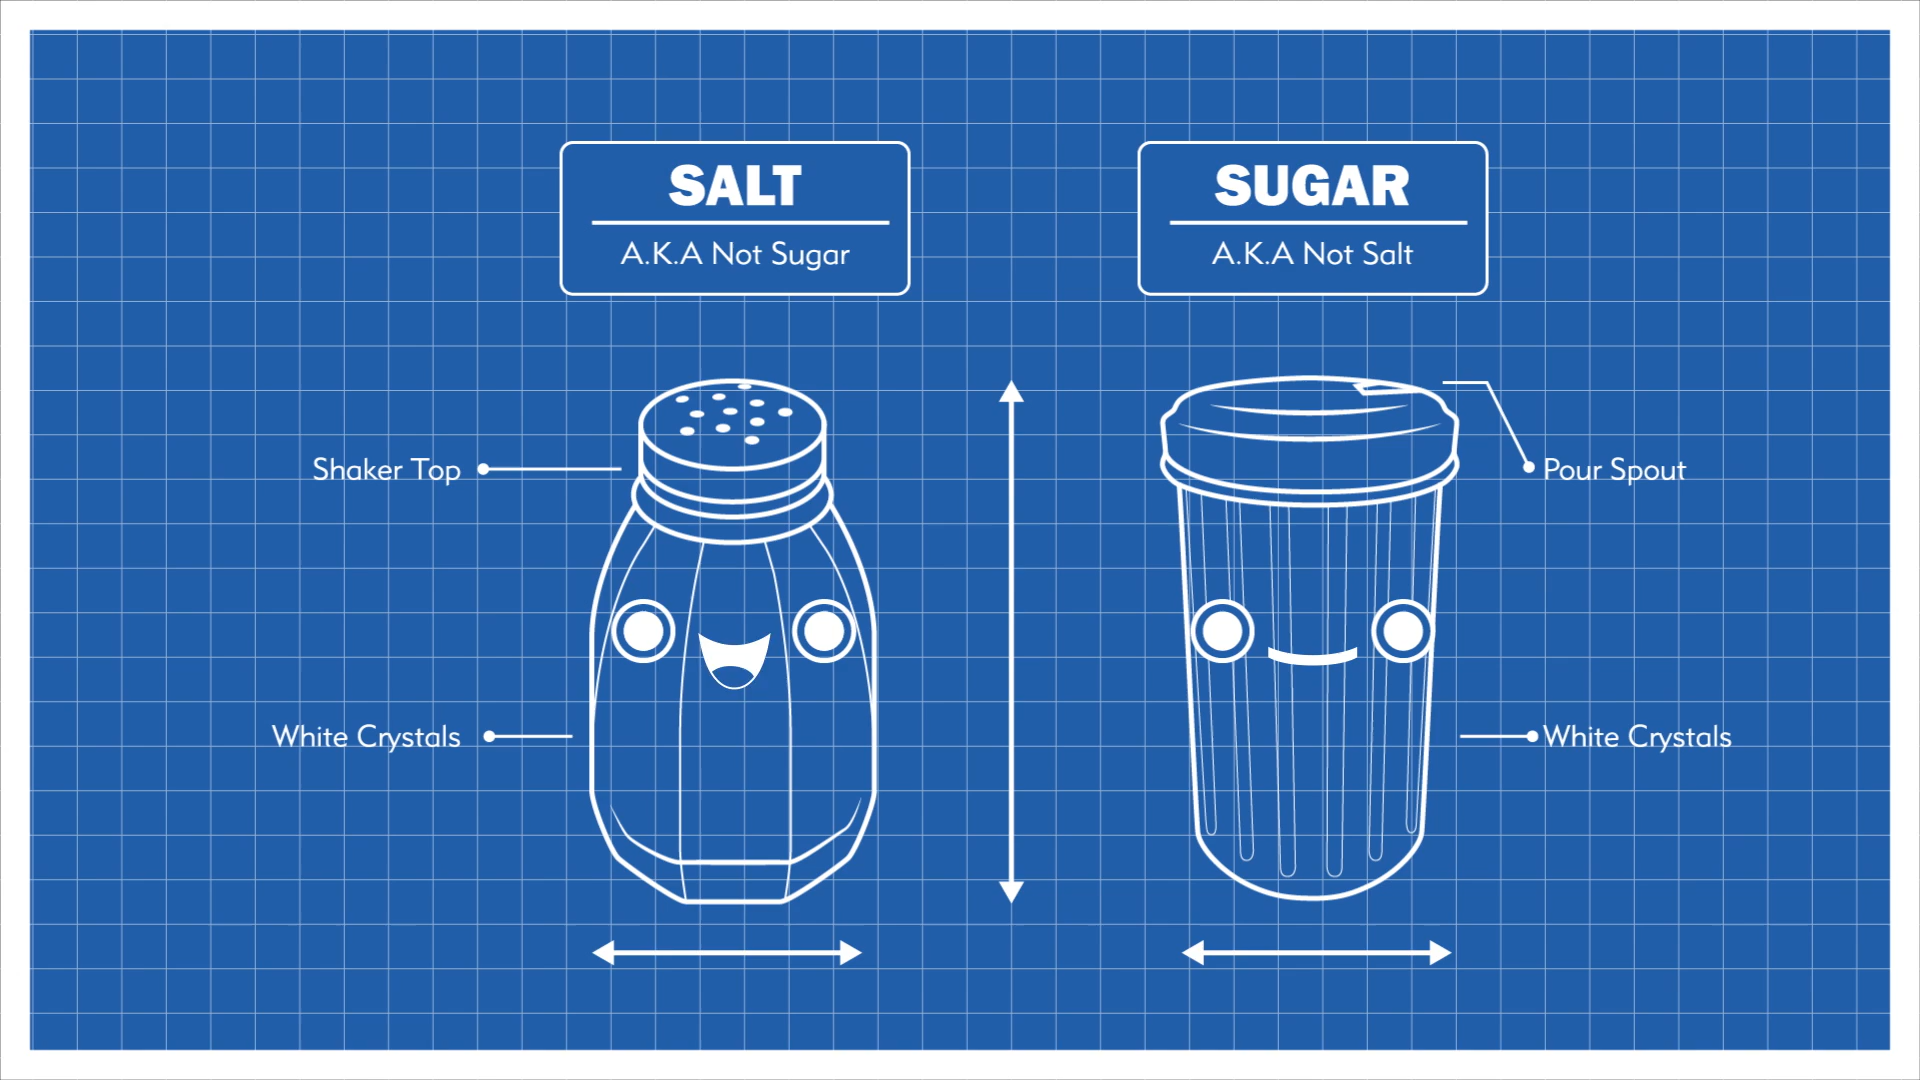 SALT
A.K.A Not Sugar
SUGAR
A.K.A Not Salt
Shaker Top
Pour Spout
White Crystals
White Crystals